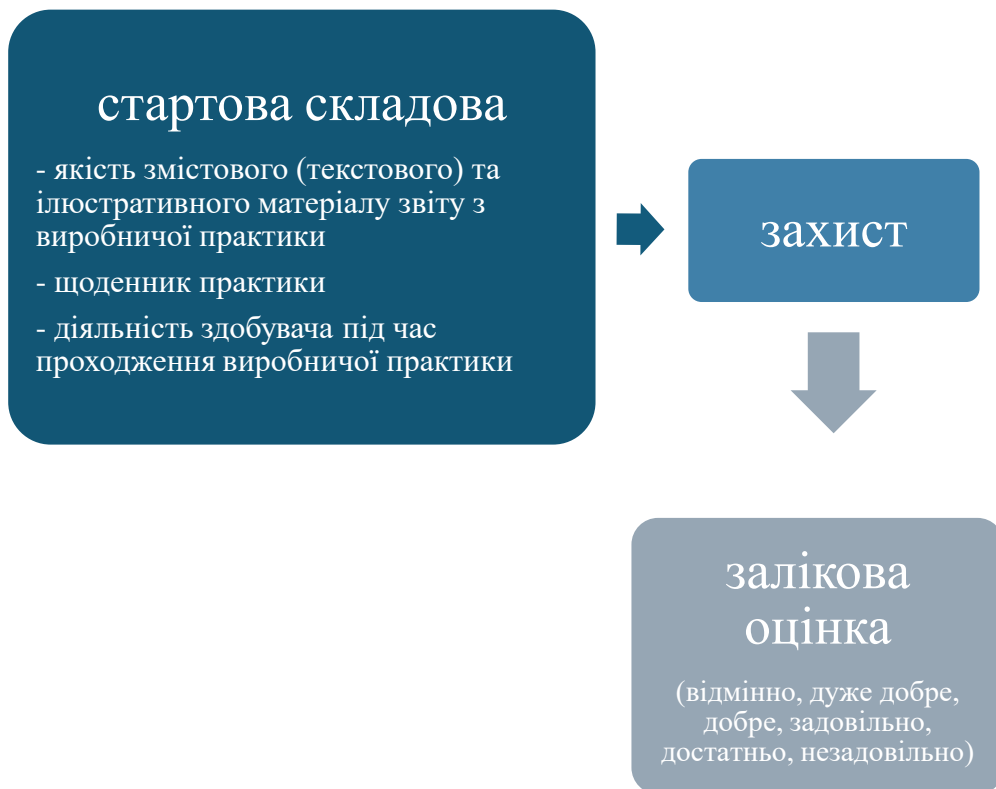 стартова складова
- якість змістового (текстового) та
ілюстративного матеріалу звіту з
виробничої практики
- щоденник практики
- діяльність здобувача під час
проходження виробничої практики
захист
залікова
оцінка
(відмінно, дуже добре,
добре, задовільно,
достатньо, незадовільно)